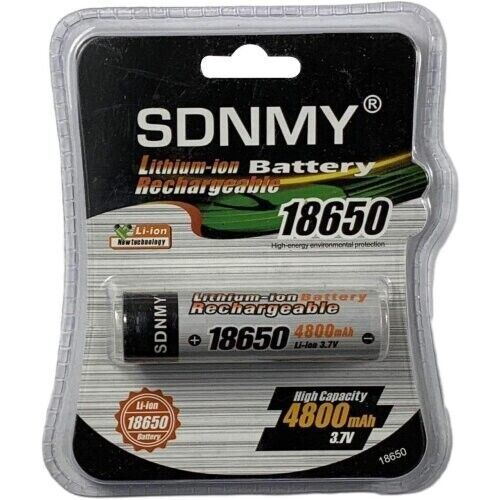 SDNMY®
Lithium-ion Battery
Rechargeable
18650
High-energy environmental protection
Li-ion
New technology
SDNMY
Lithium-ion Battery
Rechargeable
+ 18650 4800mAh -
Li-ion 3.7V
Li-ion
18650
Battery
High Capacity
4800mAh
3.7V
18650